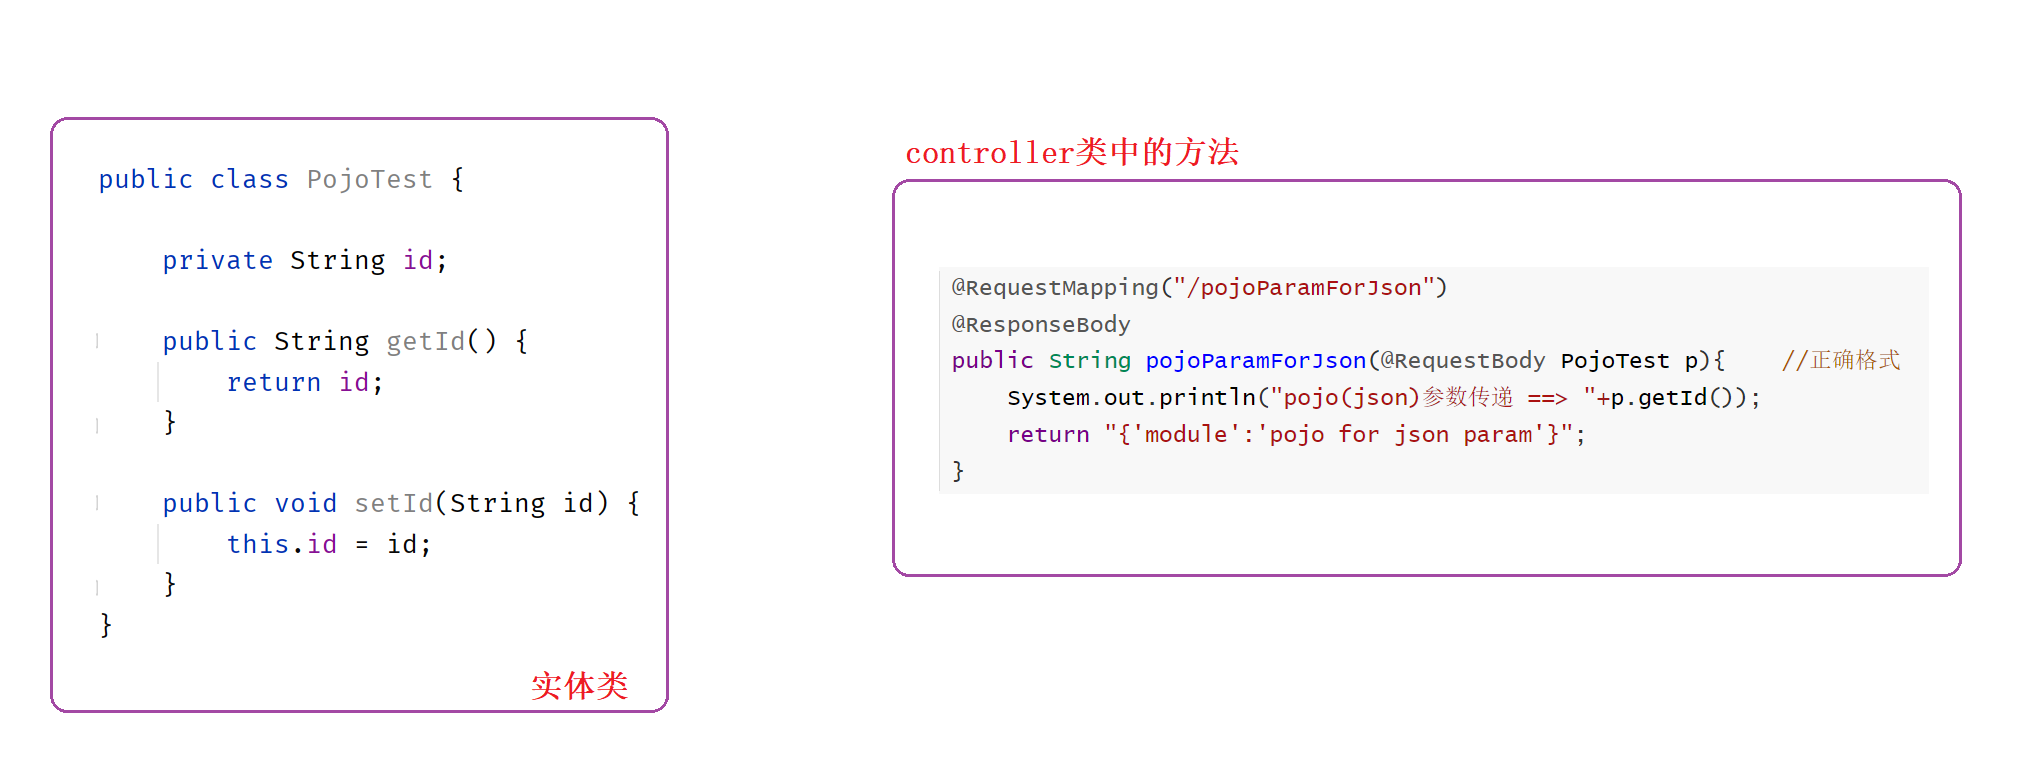 public class PojoTest {
private String id;
public String getId() {
return id;
}
public void setId(String id) {
this.id = id;
}
}
实体类
controller类中的方法
@RequestMapping("/pojoParamForJson")
@ResponseBody
public String pojoParamForJson(@RequestBody PojoTest p){ //正确格式
System.out.println("pojo(json)参数传递 ==> "+p.getId());
return "{'module':'pojo for json param'}";
}